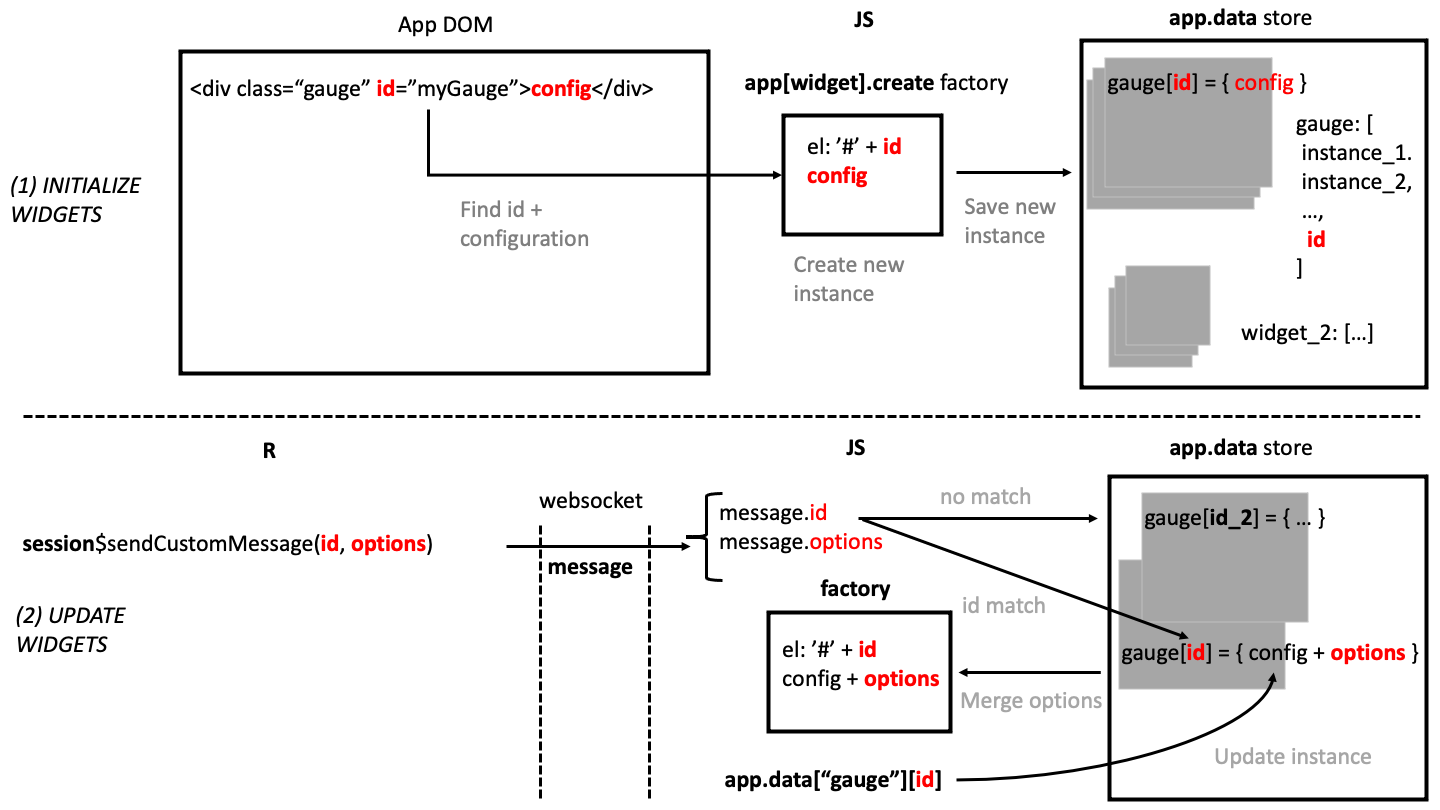 App DOM
JS
app.data store
<div class=“gauge” id=”myGauge”>config</div>
app[widget].create factory
gauge[id] = { config }
el: ’#’ + id
config
gauge: [
instance_1.
instance_2,
…,
id
]
(1) INITIALIZE
WIDGETS
Find id +
configuration
Save new
instance
Create new
instance
widget_2: […]
R
JS
app.data store
websocket
message.id
message.options
no match
gauge[id_2] = { … }
session$sendCustomMessage(id, options)
message
factory
id match
(2) UPDATE
WIDGETS
el: ’#’ + id
config + options
gauge[id] = { config + options }
Merge options
Update instance
app.data[“gauge”][id]